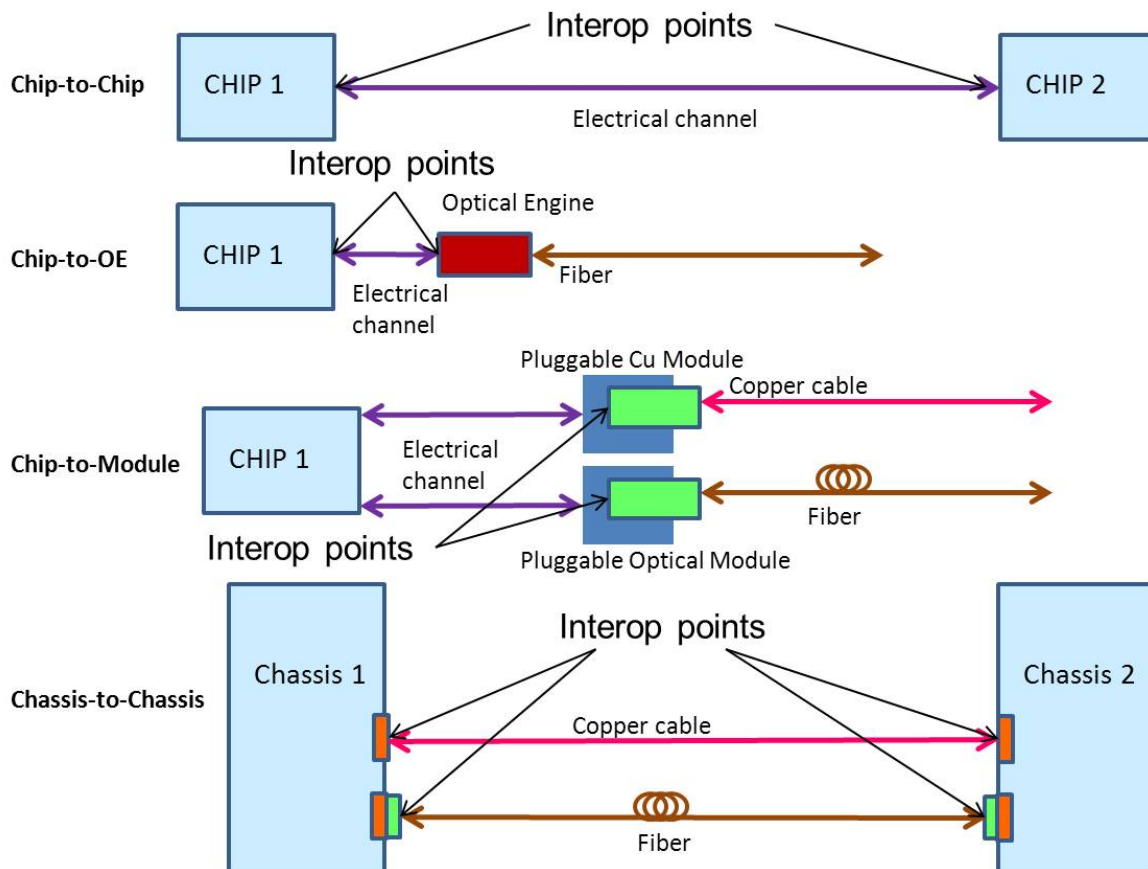 Interop points
Chip-to-Chip
CHIP 1
CHIP 2
Electrical channel
Interop points
Optical Engine
Chip-to-OE
CHIP 1
Fiber
Electrical
channel
Pluggable Cu Module
Copper cable
Chip-to-Module
CHIP 1
Electrical
channel
Fiber
Interop points
Pluggable Optical Module
Interop points
Chassis 1
Chassis 2
Chassis-to-Chassis
Copper cable
Fiber